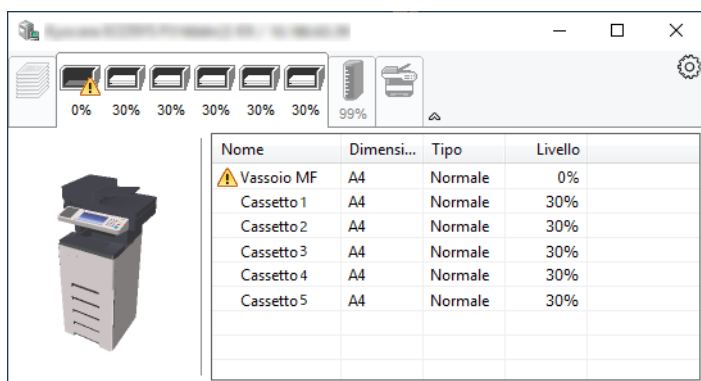 0% 30% 30% 30% 30% 30% 99%
Nome Dimensi... Tipo Livello
Vassoio MF A4 Normale 0%
Cassetto 1 A4 Normale 30%
Cassetto 2 A4 Normale 30%
Cassetto 3 A4 Normale 30%
Cassetto 4 A4 Normale 30%
Cassetto 5 A4 Normale 30%